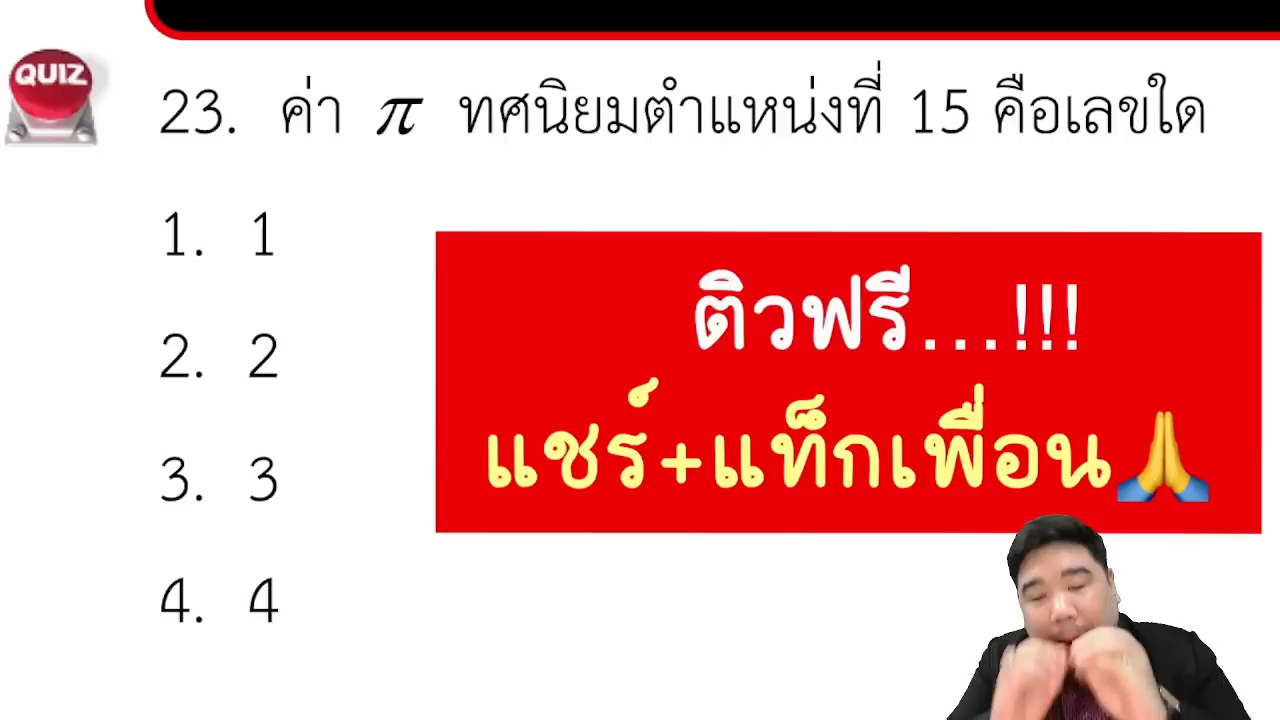 QUIZ
23. ค่า π ทศนิยมตำแหน่งที่ 15 คือเลขใด
1. 1
2. 2
3. 3
4. 4
ติวฟรี...!!!
แชร์+แท็กเพื่อน🙏